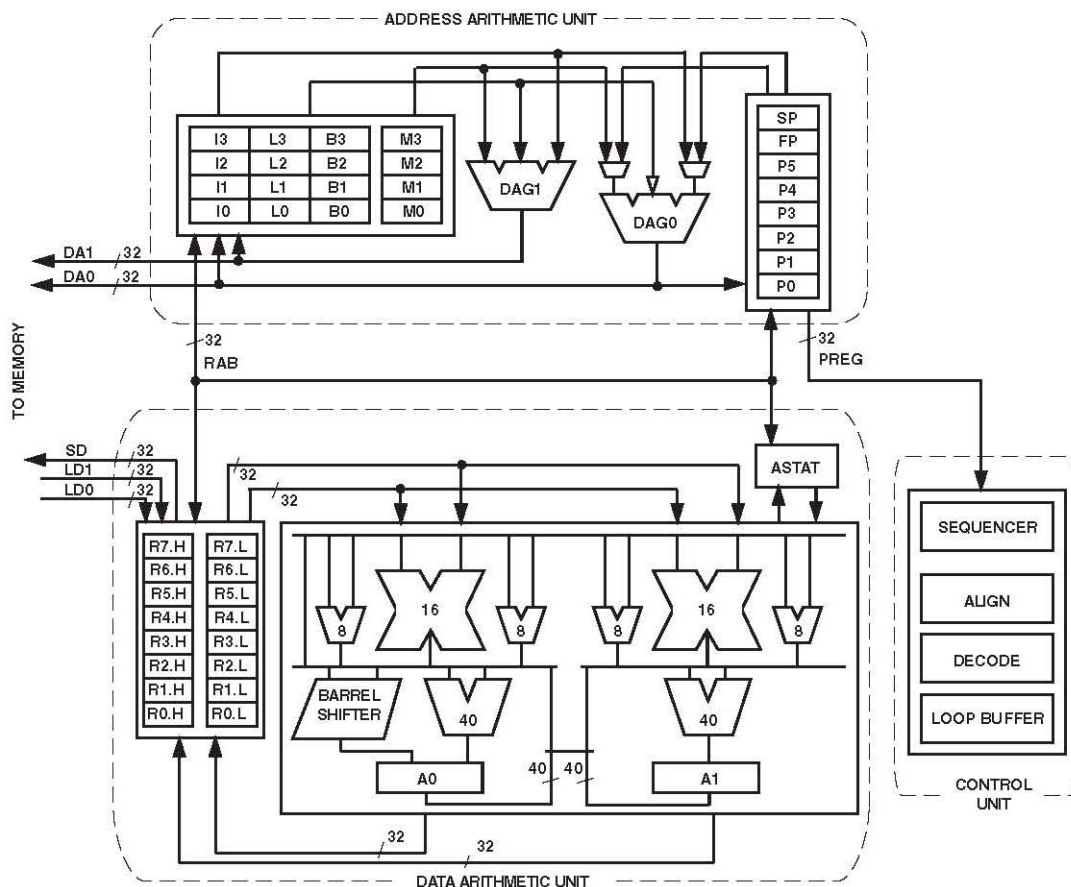 ADDRESS ARITHMETIC UNIT
I3 L3 B3 M3
I2 L2 B2 M2
I1 L1 B1 M1
I0 L0 B0 M0
DAG1
DAG0
SP
FP
P5
P4
P3
P2
P1
P0
DA1 32
DA0 32
32
RAB
32
PREG
TO MEMORY
SD 32
LD1 32
LD0 32
32
32
ASTAT
R7.H R7.L
R6.H R6.L
R5.H R5.L
R4.H R4.L
R3.H R3.L
R2.H R2.L
R1.H R1.L
R0.H R0.L
16
16
8
8
8
8
BARREL
SHIFTER
40
40
A0
40
40
A1
32
32
DATA ARITHMETIC UNIT
SEQUENCER
ALIGN
DECODE
LOOP BUFFER
CONTROL
UNIT